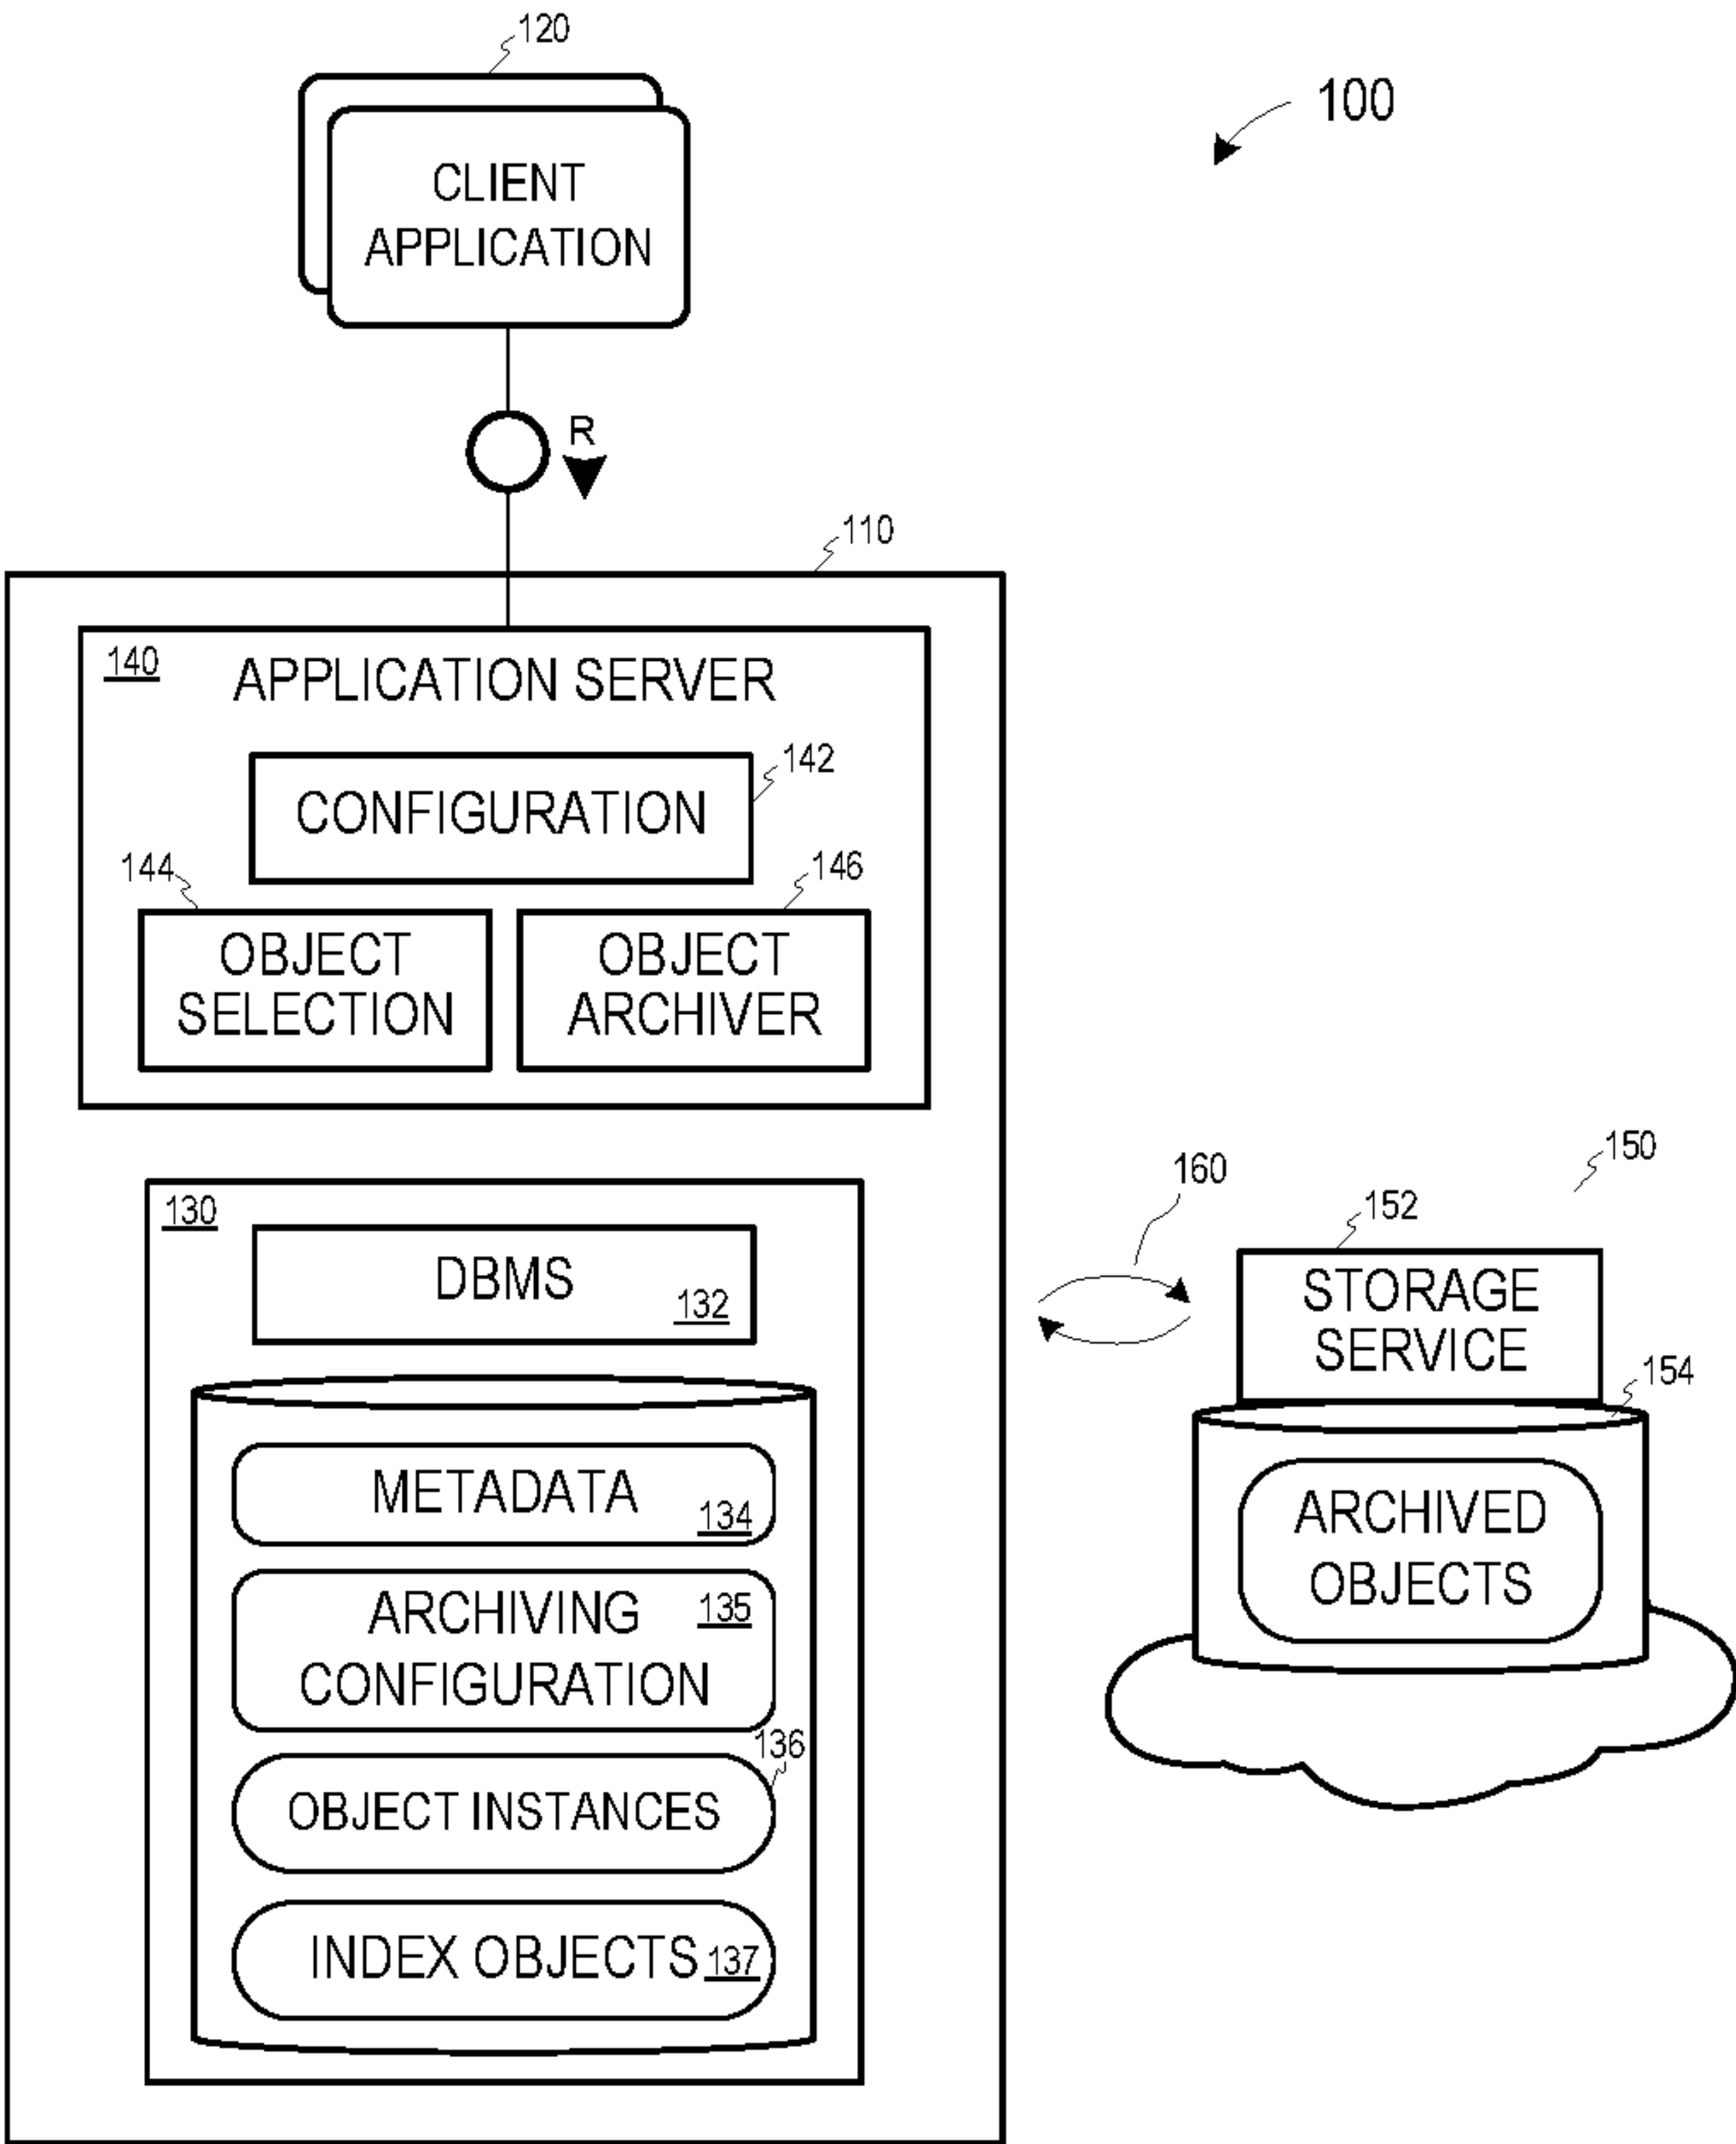 120
100
CLIENT
APPLICATION
R
110
140
APPLICATION SERVER
142
CONFIGURATION
144
146
OBJECT
SELECTION
OBJECT
ARCHIVER
130
DBMS
132
METADATA
134
ARCHIVING
CONFIGURATION
135
136
OBJECT INSTANCES
INDEX OBJECTS
137
160
150
152
STORAGE
SERVICE
154
ARCHIVED
OBJECTS